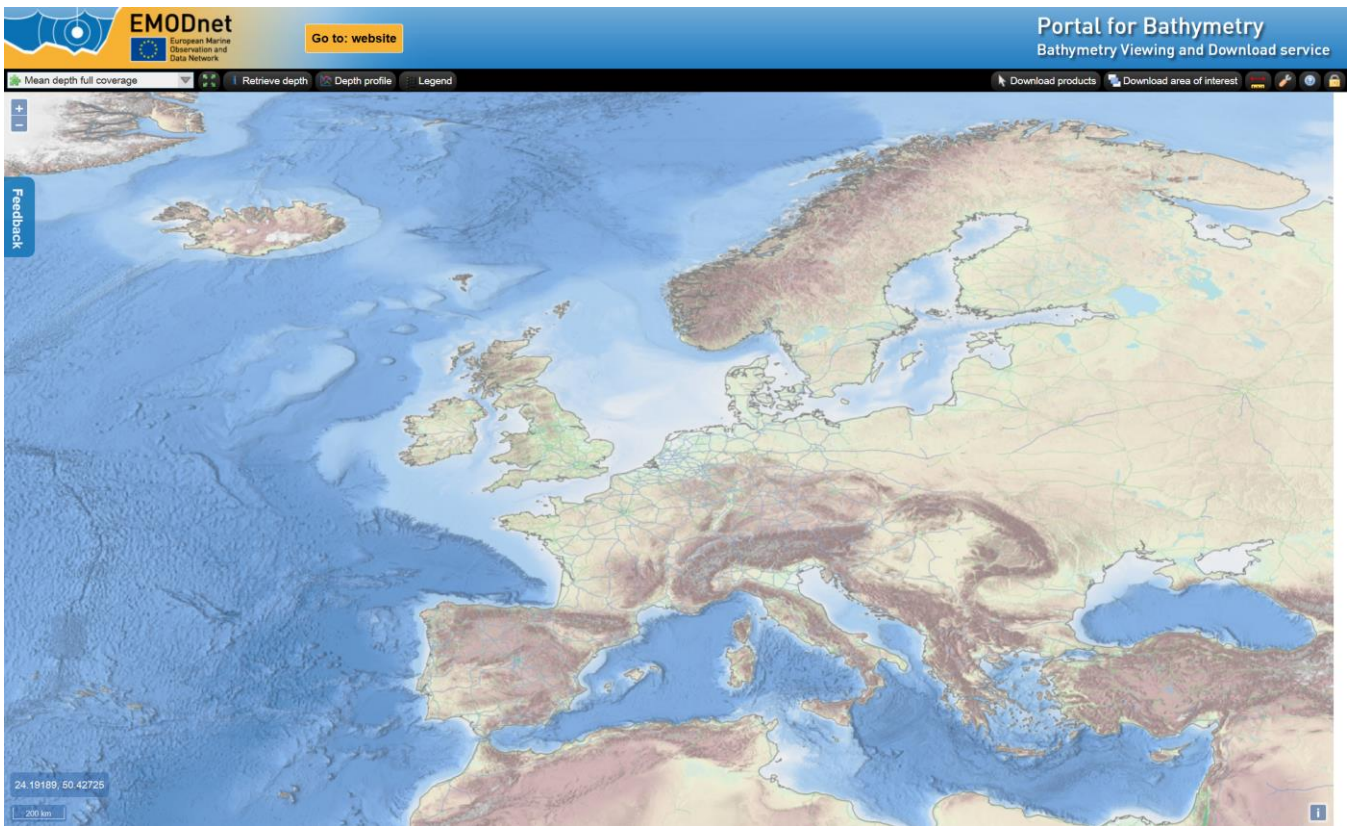 EMODnet
European Marine
Observation and
Data Network
Go to: website
Portal for Bathymetry
Bathymetry Viewing and Download service
Mean depth full coverage
Retrieve depth
Depth profile
Legend
Download products
Download area of interest
+
−
Feedback
24.19189, 50.42725
200 km
i